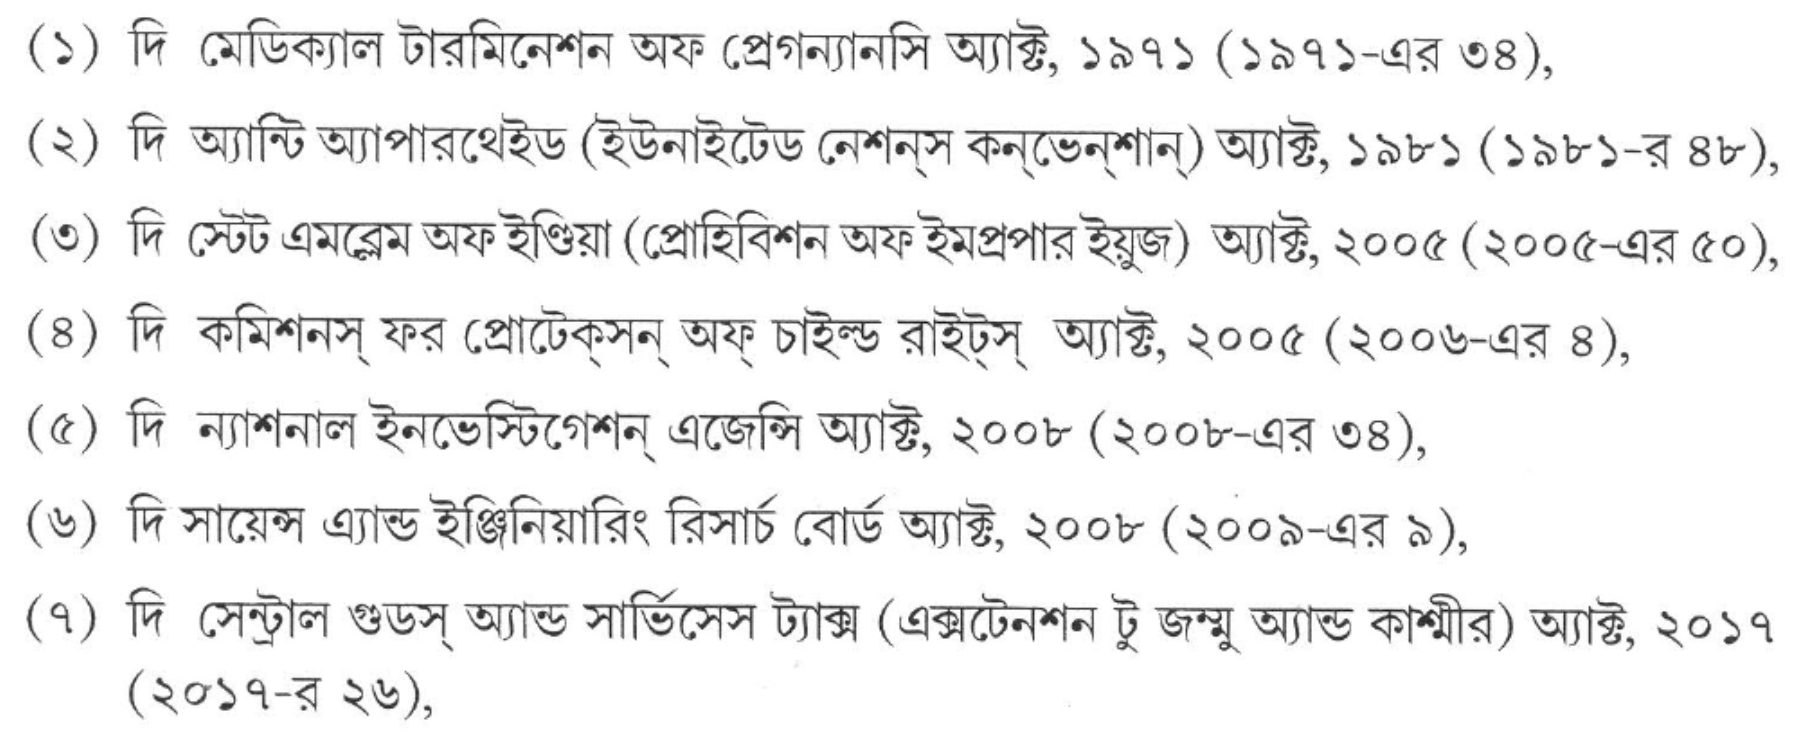 (১) দি মেডিক্যাল টারমিনেশন অফ প্রেগন্যানসি অ্যাক্ট, ১৯৭১ (১৯৭১-এর ৩৪),
(২) দি অ্যান্টি অ্যাপারথেইড (ইউনাইটেড নেশন্‌স কন্‌ভেন্‌শান্) অ্যাক্ট, ১৯৮১ (১৯৮১-র ৪৮),
(৩) দি স্টেট এমব্লেম অফ ইণ্ডিয়া (প্রোহিবিশন অফ ইমপ্রপার ইয়ুজ) অ্যাক্ট, ২০০৫ (২০০৫-এর ৫০),
(৪) দি কমিশনস্ ফর প্রোটেক্‌সন্ অফ্ চাইল্ড রাইট্‌স্ অ্যাক্ট, ২০০৫ (২০০৬-এর ৪),
(৫) দি ন্যাশনাল ইনভেস্টিগেশন্ এজেন্সি অ্যাক্ট, ২০০৮ (২০০৮-এর ৩৪),
(৬) দি সায়েন্স এ্যান্ড ইঞ্জিনিয়ারিং রিসার্চ বোর্ড অ্যাক্ট, ২০০৮ (২০০৯-এর ৯),
(৭) দি সেন্ট্রাল গুডস্ অ্যান্ড সার্ভিসেস ট্যাক্স (এক্সটেনশন টু জম্মু অ্যান্ড কাশ্মীর) অ্যাক্ট, ২০১৭
(২০১৭-র ২৬),